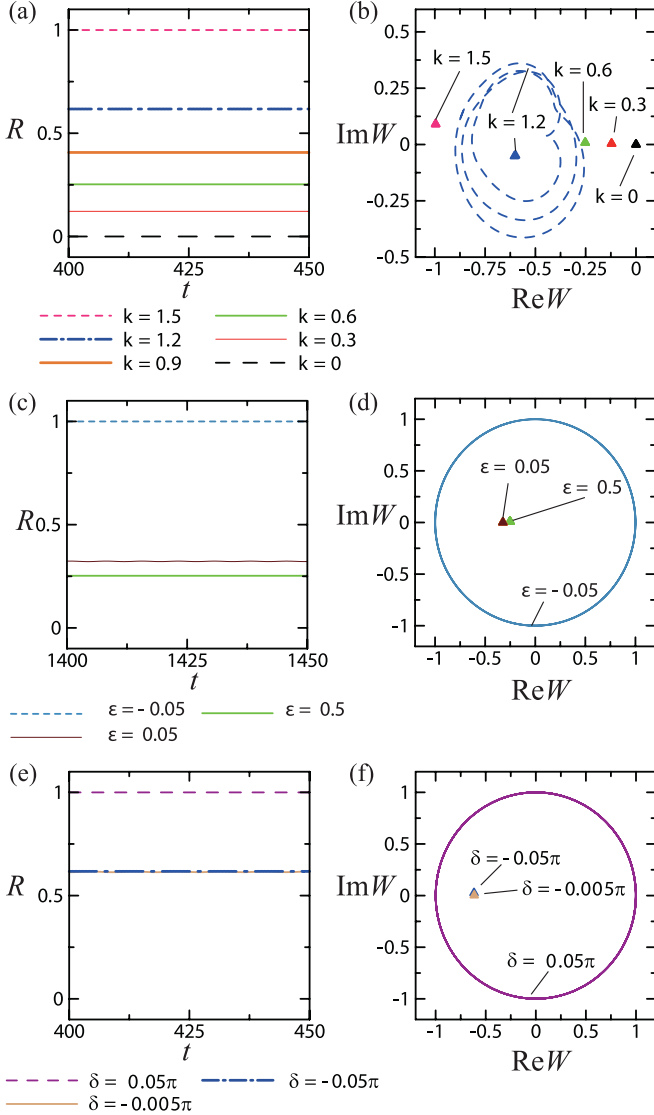 (a)
R
1
0.5
0
400 425 450
t
k = 1.5 k = 0.6
k = 1.2 k = 0.3
k = 0.9 k = 0
(b)
ImW
0.5
0.25
0
-0.25
-0.5
-1 -0.75 -0.5 -0.25 0
ReW
k = 1.5
k = 0.6
k = 0.3
k = 1.2
k = 0
(c)
R
1
0.5
0
1400 1425 1450
t
ε = - 0.05 ε = 0.5
ε = 0.05
(d)
ImW
1
0.5
0
-0.5
-1
-1 -0.5 0 0.5 1
ReW
ε = 0.05
ε = 0.5
ε = - 0.05
(e)
R
1
0.5
0
400 425 450
t
δ = 0.05π δ = -0.05π
δ = -0.005π
(f)
ImW
1
0.5
0
-0.5
-1
-1 -0.5 0 0.5 1
ReW
δ = -0.05π
δ = -0.005π
δ = 0.05π